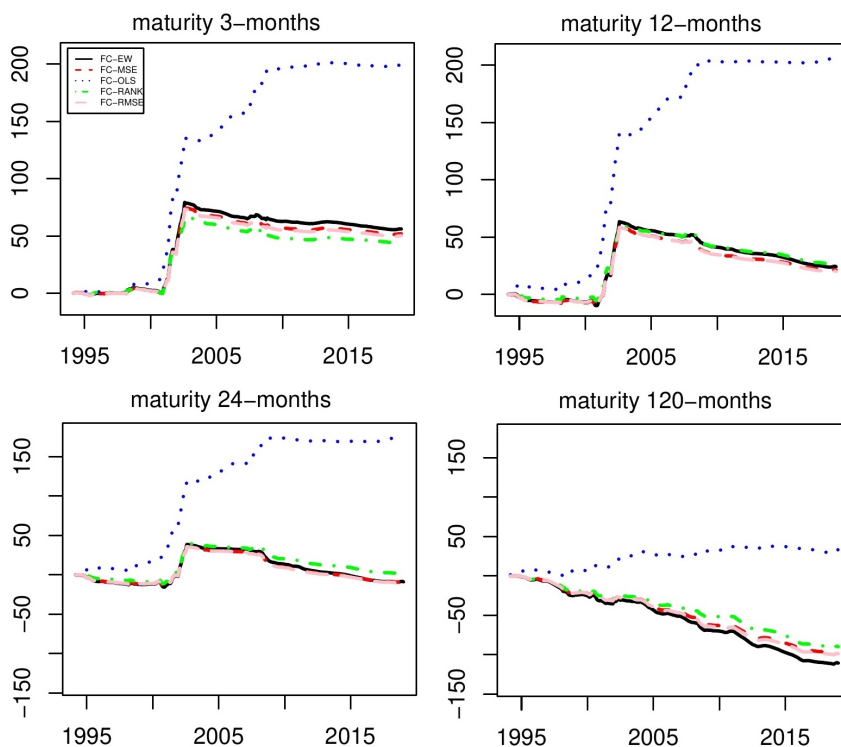 maturity 3−months
FC−EW
FC−MSE
FC−OLS
FC−RANK
FC−RMSE
200
150
100
50
0
1995 2005 2015
maturity 12−months
200
150
100
50
0
1995 2005 2015
maturity 24−months
150
50
−50
−150
1995 2005 2015
maturity 120−months
150
50
−50
−150
1995 2005 2015